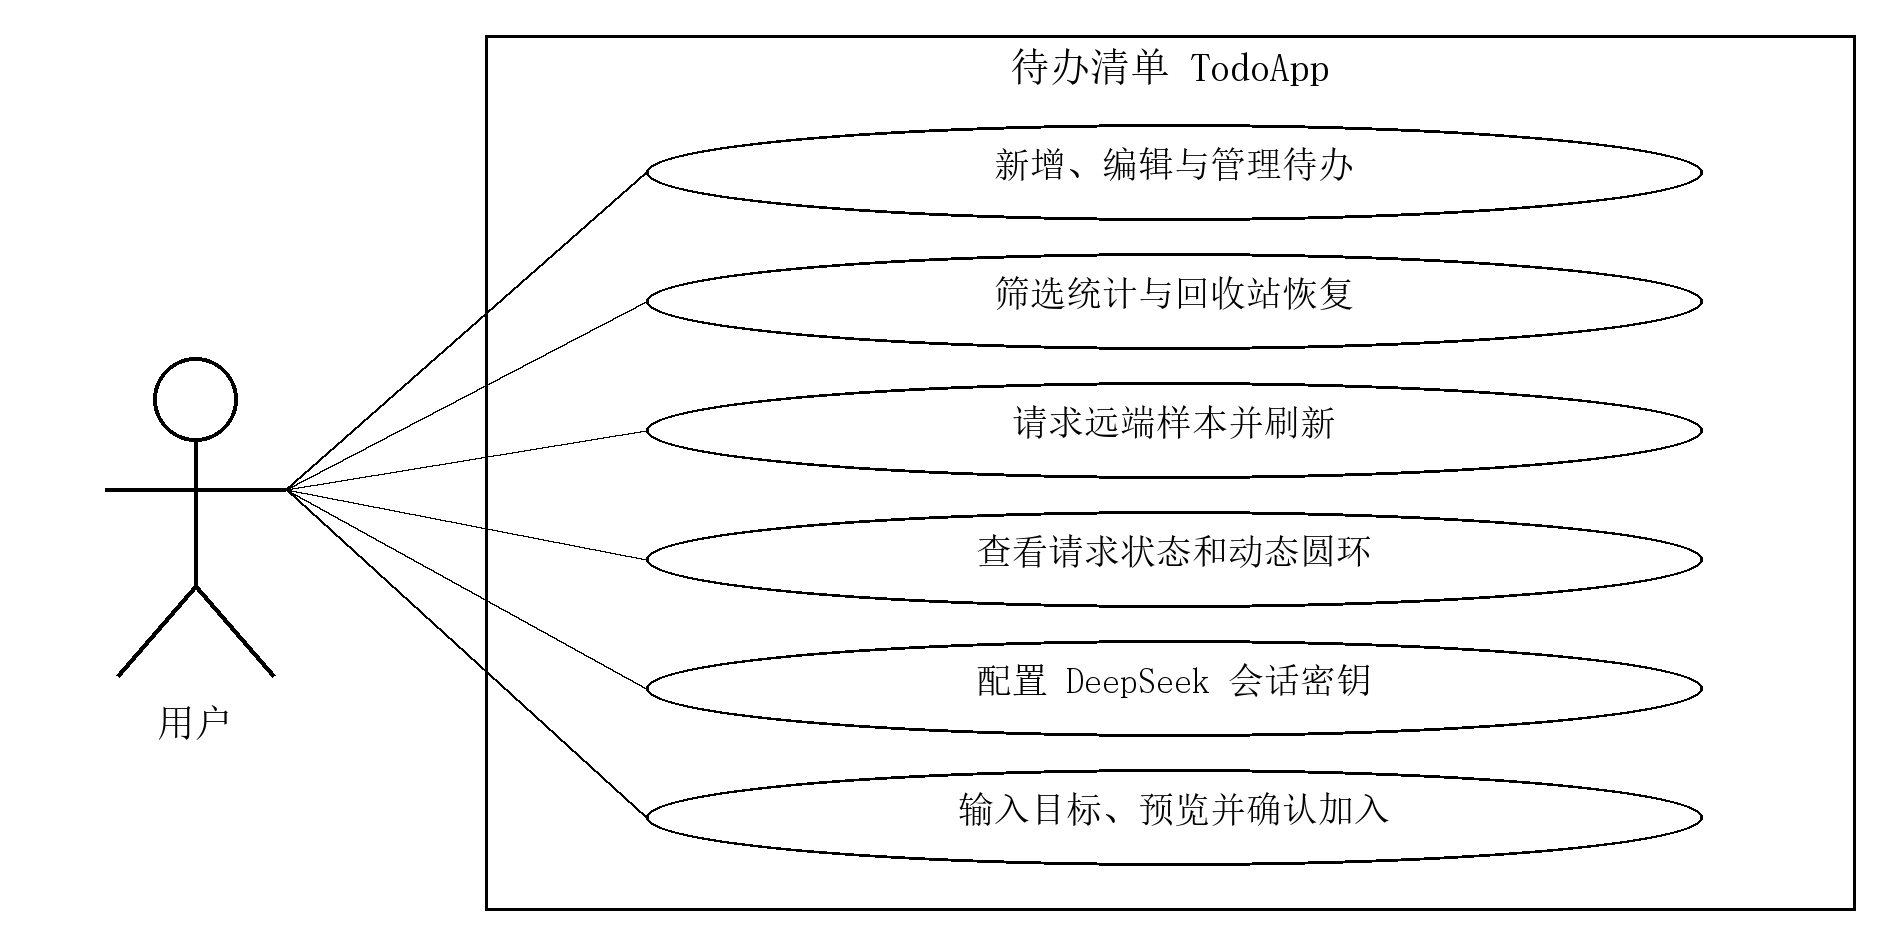 待办清单 TodoApp
新增、编辑与管理待办
筛选统计与回收站恢复
请求远端样本并刷新
查看请求状态和动态圆环
配置 DeepSeek 会话密钥
输入目标、预览并确认加入
用户